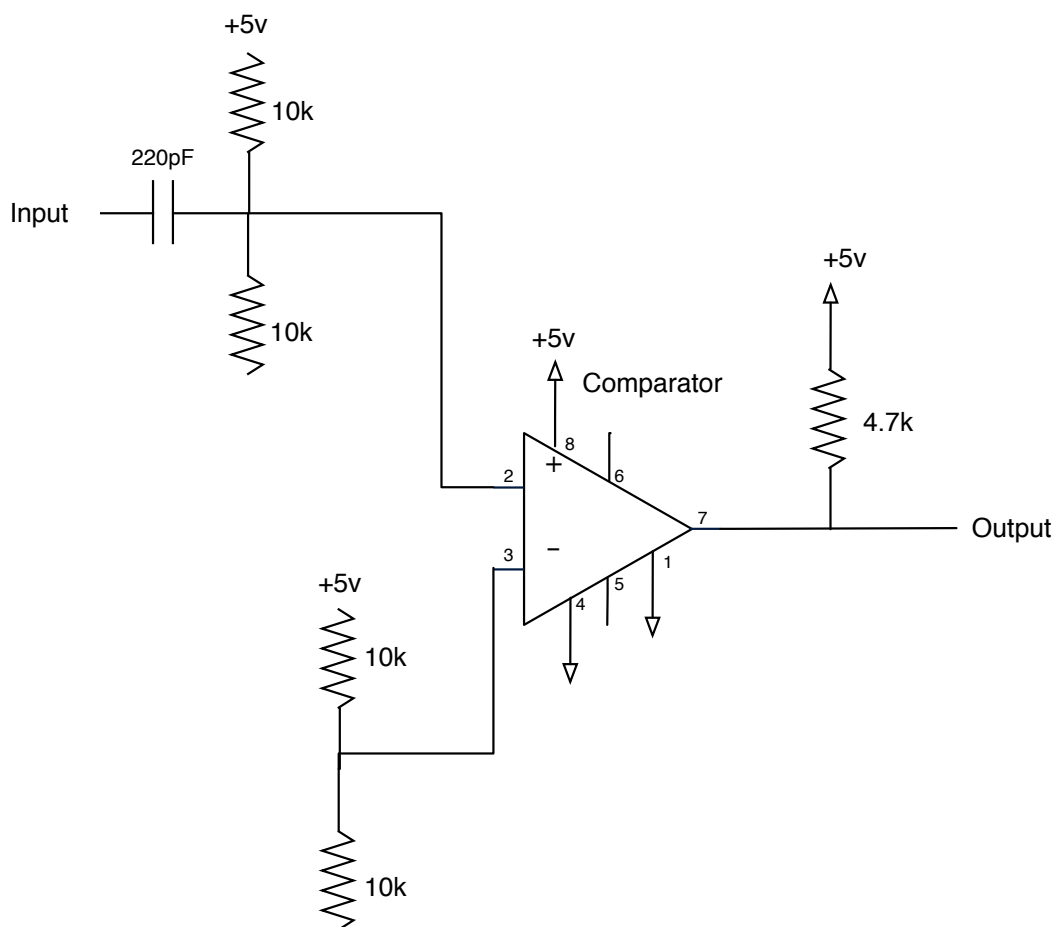 +5v
10k
220pF
Input
10k
+5v
+5v
Comparator
4.7k
8
+
6
2
7
Output
3
−
1
5
4
+5v
10k
10k